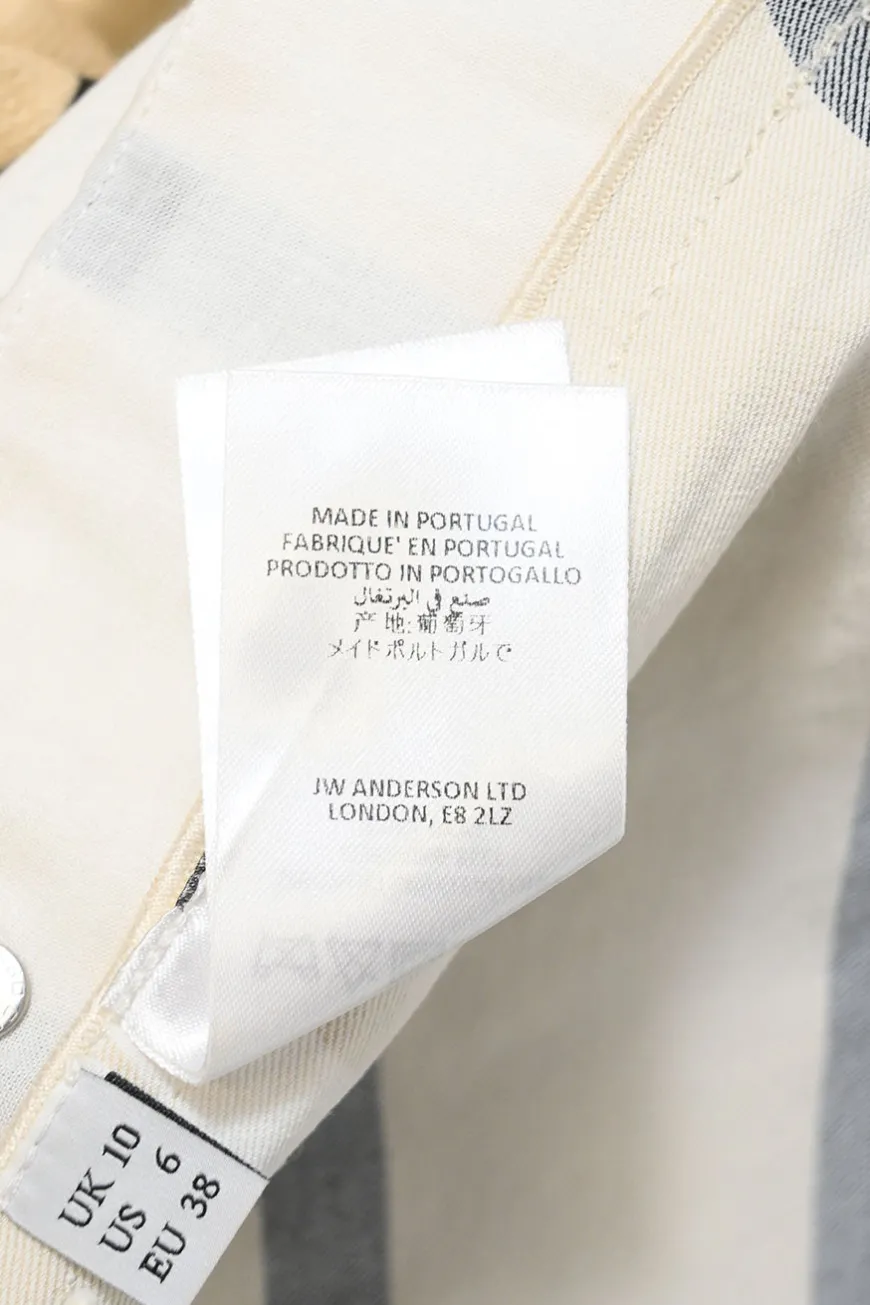 MADE IN PORTUGAL
FABRIQUE' EN PORTUGAL
PRODOTTO IN PORTOGALLO
صنع في البرتغال
产地:葡萄牙
メイドポルトガルで
JW ANDERSON LTD
LONDON, E8 2LZ
UK 10
US 6
EU 38